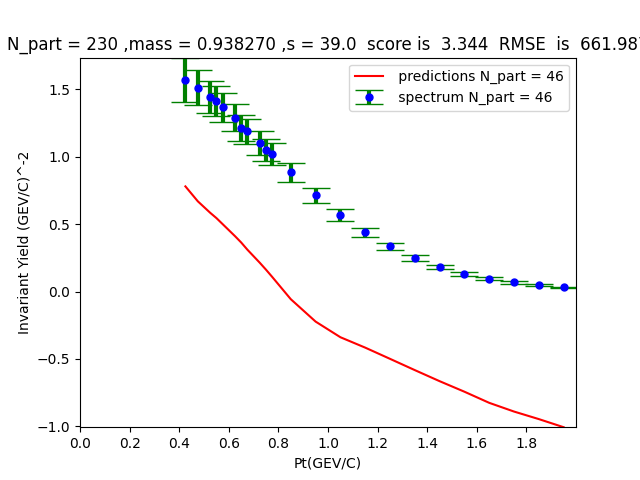 N_part = 230 ,mass = 0.938270 ,s = 39.0  score is  3.344  RMSE  is  661.987
predictions N_part = 46
spectrum N_part = 46
Invariant Yield (GEV/C)^-2
1.5
1.0
0.5
0.0
−0.5
−1.0
0.0 0.2 0.4 0.6 0.8 1.0 1.2 1.4 1.6 1.8
Pt(GEV/C)